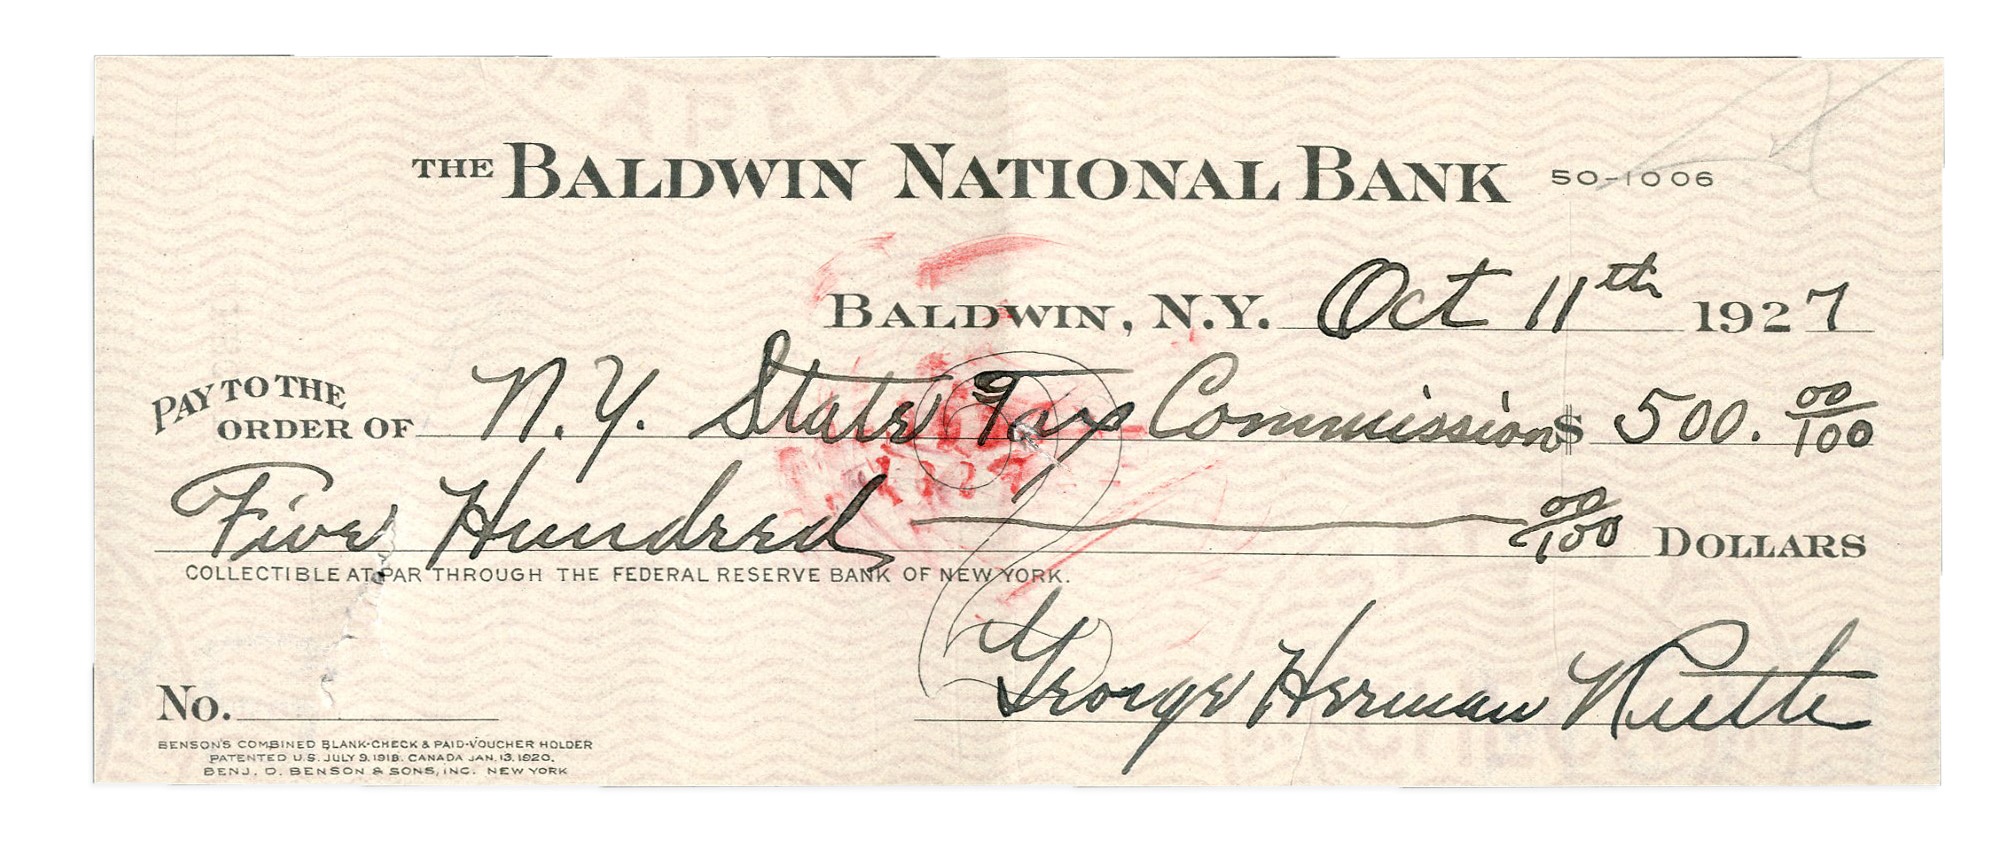 THE BALDWIN NATIONAL BANK 50-1006
BALDWIN, N.Y. Oct 11th 1927
PAY TO THE ORDER OF N.Y. State Tax Commission $ 500. 00/100
Five Hundred 00/100 DOLLARS
COLLECTIBLE AT PAR THROUGH THE FEDERAL RESERVE BANK OF NEW YORK.
George Herman Ruth
No.
BENSON'S COMBINED BLANK-CHECK & PAID-VOUCHER HOLDER
PATENTED U.S. JULY 9. 1918. CANADA JAN. 13. 1920.
BENJ. D. BENSON & SONS, INC. NEW YORK